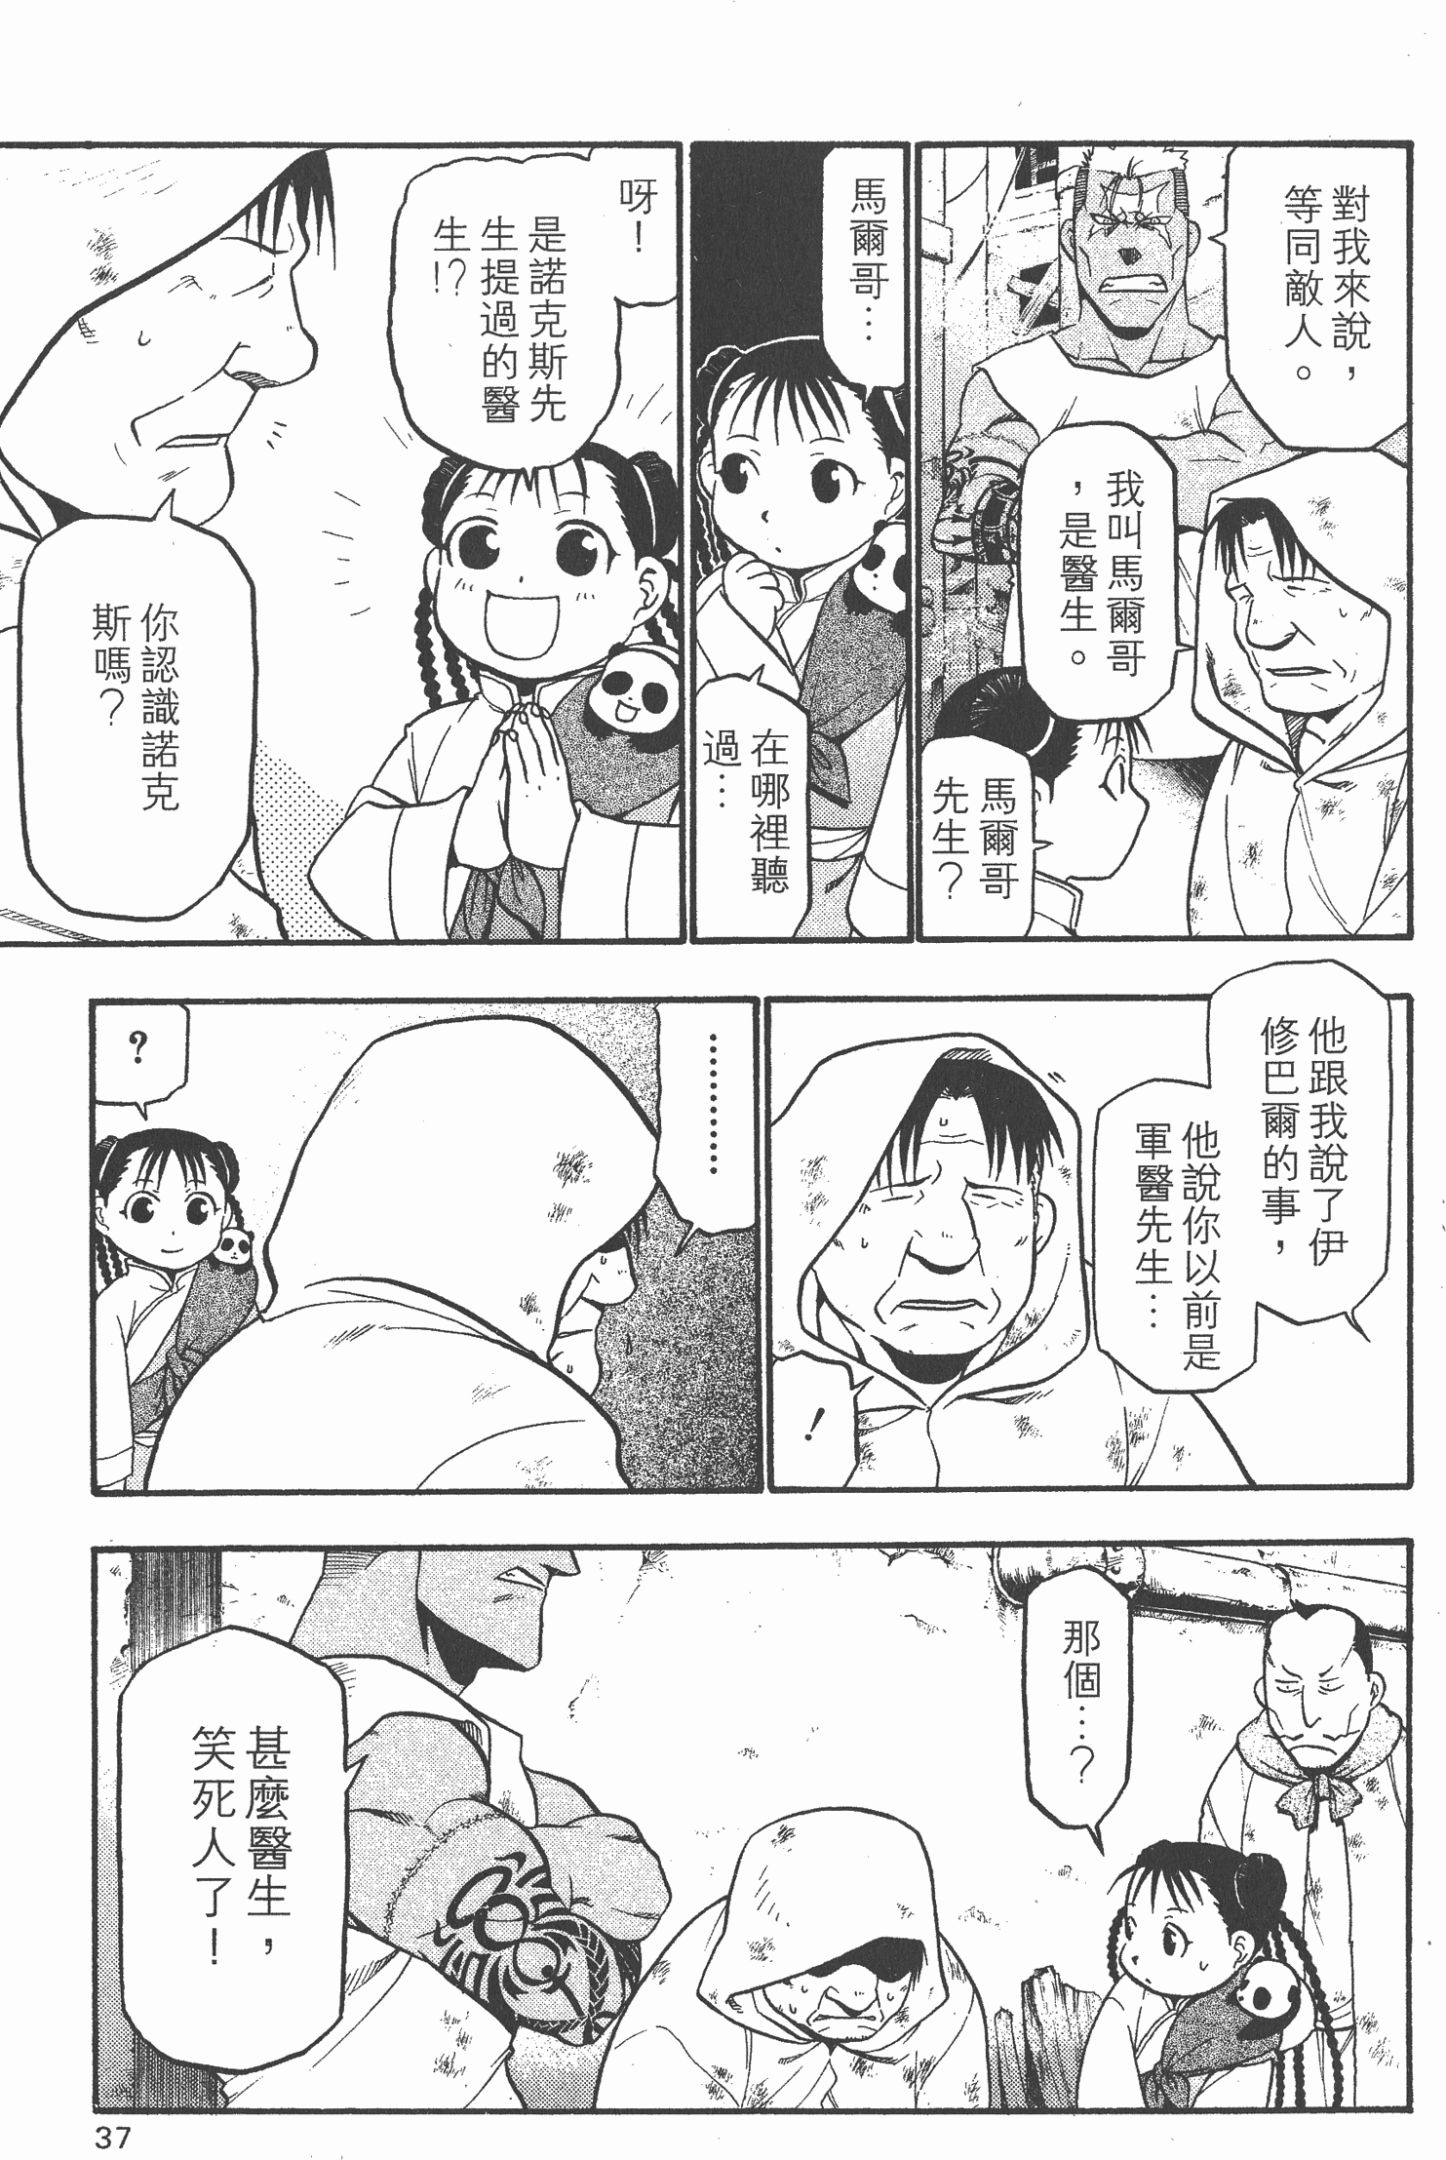 對我來說，
等同敵人。
我叫馬爾哥
，是醫生。
馬爾哥
先生？
馬爾哥…
在哪裡聽
過…
呀！
是諾克斯先
生提過的醫
生！？
你認識諾克
斯嗎？
他跟我說了伊
修巴爾的事，
他說你以前是
軍醫先生…
！
…………
？
那個…？
甚麼醫生，
笑死人了！
37